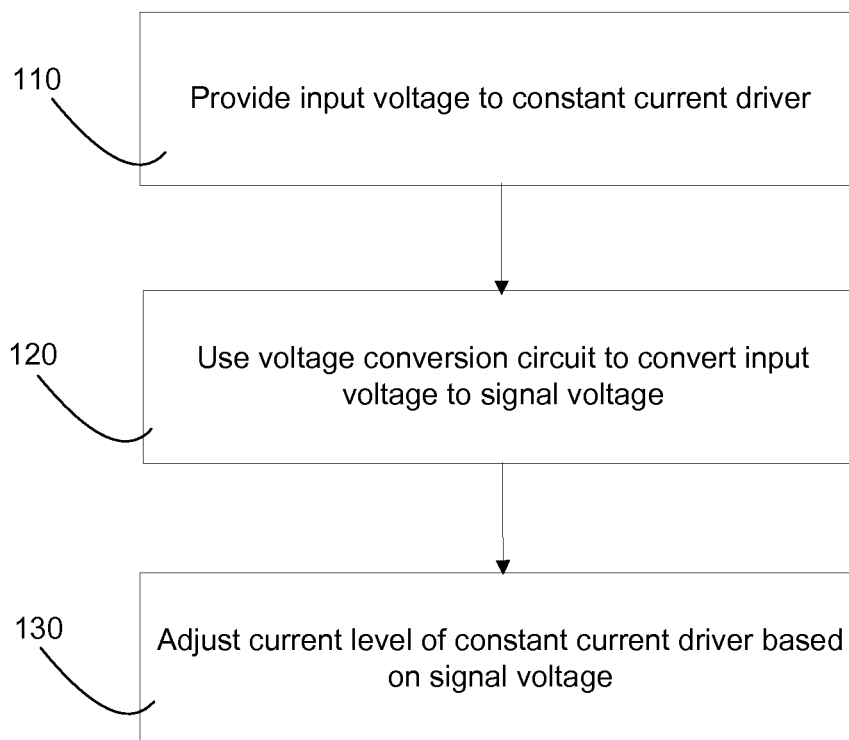 110
Provide input voltage to constant current driver
120
Use voltage conversion circuit to convert input
voltage to signal voltage
130
Adjust current level of constant current driver based
on signal voltage